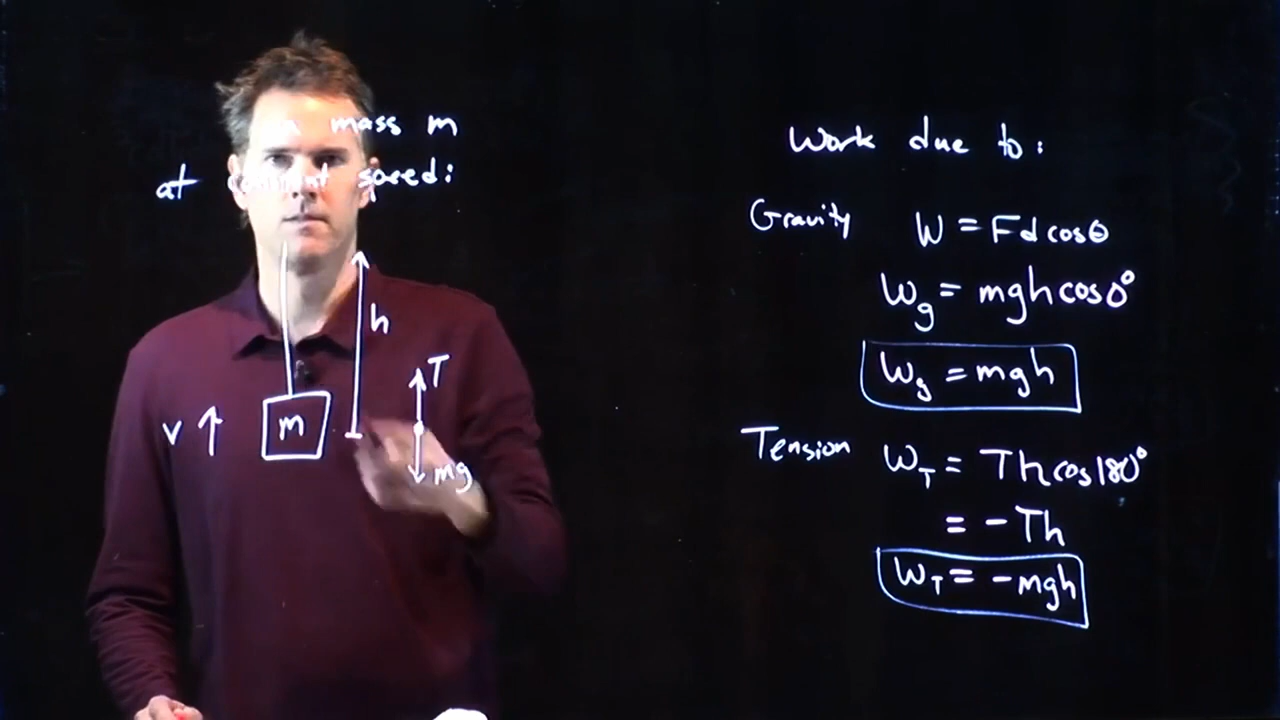 mass m
at constant speed:
h
T
v
m
mg
Work due to:
Gravity W = Fd cosθ
Wg = mgh cos0°
Wg = mgh
Tension WT = Th cos180°
= -Th
WT = -mgh